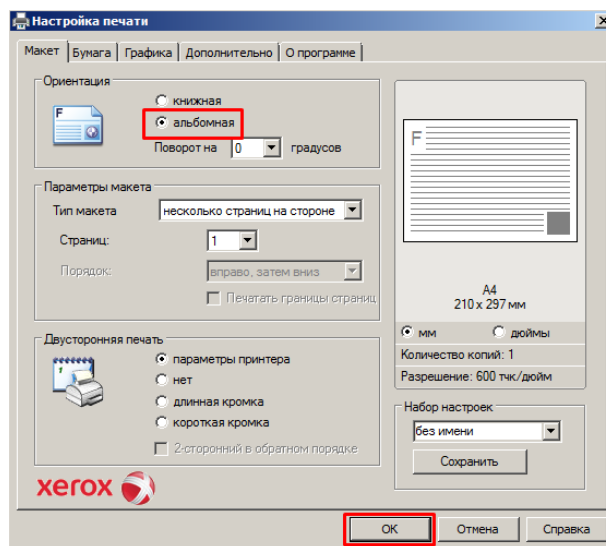 Настройка печати
Макет Бумага Графика Дополнительно О программе
Ориентация
книжная
альбомная
Поворот на 0 градусов
Параметры макета
Тип макета несколько страниц на стороне
Страниц: 1
Порядок: вправо, затем вниз
Печатать границы страниц
Двусторонняя печать
параметры принтера
нет
длинная кромка
короткая кромка
2-сторонний в обратном порядке
xerox
F
F
A4
210 x 297 мм
мм дюймы
Количество копий: 1
Разрешение: 600 тчк/дюйм
Набор настроек
без имени
Сохранить
OK Отмена Справка